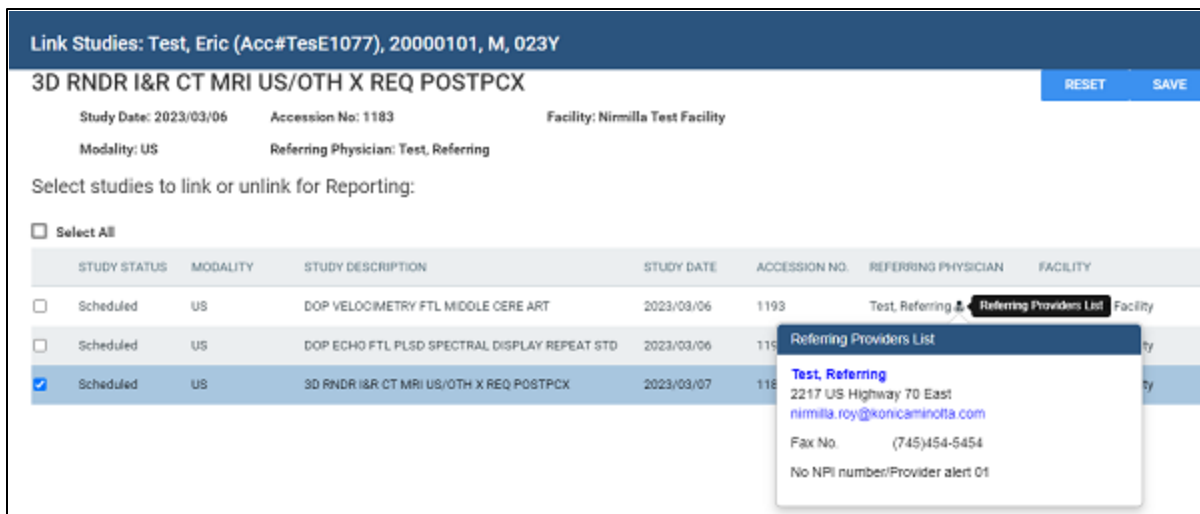 Link Studies: Test, Eric (Acc#TesE1077), 20000101, M, 023Y
3D RNDR I&R CT MRI US/OTH X REQ POSTPCX
RESET SAVE
Study Date: 2023/03/06 Accession No: 1183 Facility: Nirmilla Test Facility
Modality: US Referring Physician: Test, Referring
Select studies to link or unlink for Reporting:
Select All
STUDY STATUS MODALITY STUDY DESCRIPTION STUDY DATE ACCESSION NO. REFERRING PHYSICIAN FACILITY
Scheduled US DOP VELOCIMETRY FTL MIDDLE CERE ART 2023/03/06 1193 Test, Referring Referring Providers List Facility
Scheduled US DOP ECHO FTL PLSD SPECTRAL DISPLAY REPEAT STD 2023/03/06 119 ty
Scheduled US 3D RNDR I&R CT MRI US/OTH X REQ POSTPCX 2023/03/07 118 ty
Referring Providers List
Test, Referring
2217 US Highway 70 East
nirmilla.roy@konicaminolta.com
Fax No. (745)454-5454
No NPI number/Provider alert 01